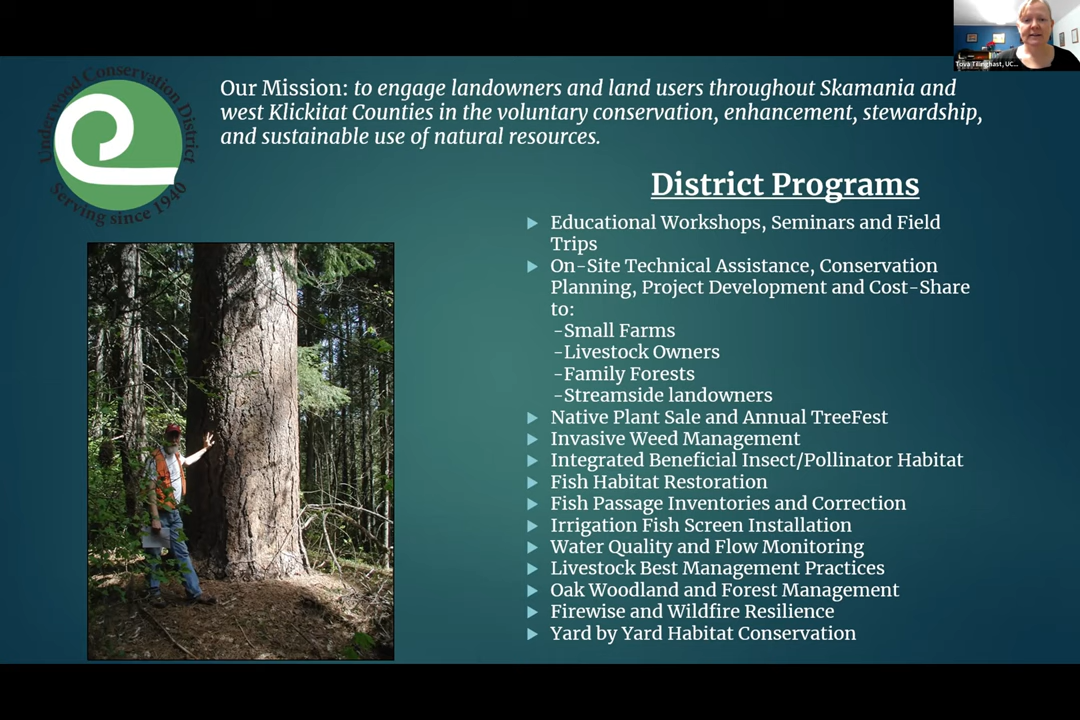 Tova Tillinghast, UC...
Underwood Conservation District
Serving since 1940
Our Mission: to engage landowners and land users throughout Skamania and
west Klickitat Counties in the voluntary conservation, enhancement, stewardship,
and sustainable use of natural resources.
District Programs
Educational Workshops, Seminars and Field
Trips
On-Site Technical Assistance, Conservation
Planning, Project Development and Cost-Share
to:
-Small Farms
-Livestock Owners
-Family Forests
-Streamside landowners
Native Plant Sale and Annual TreeFest
Invasive Weed Management
Integrated Beneficial Insect/Pollinator Habitat
Fish Habitat Restoration
Fish Passage Inventories and Correction
Irrigation Fish Screen Installation
Water Quality and Flow Monitoring
Livestock Best Management Practices
Oak Woodland and Forest Management
Firewise and Wildfire Resilience
Yard by Yard Habitat Conservation